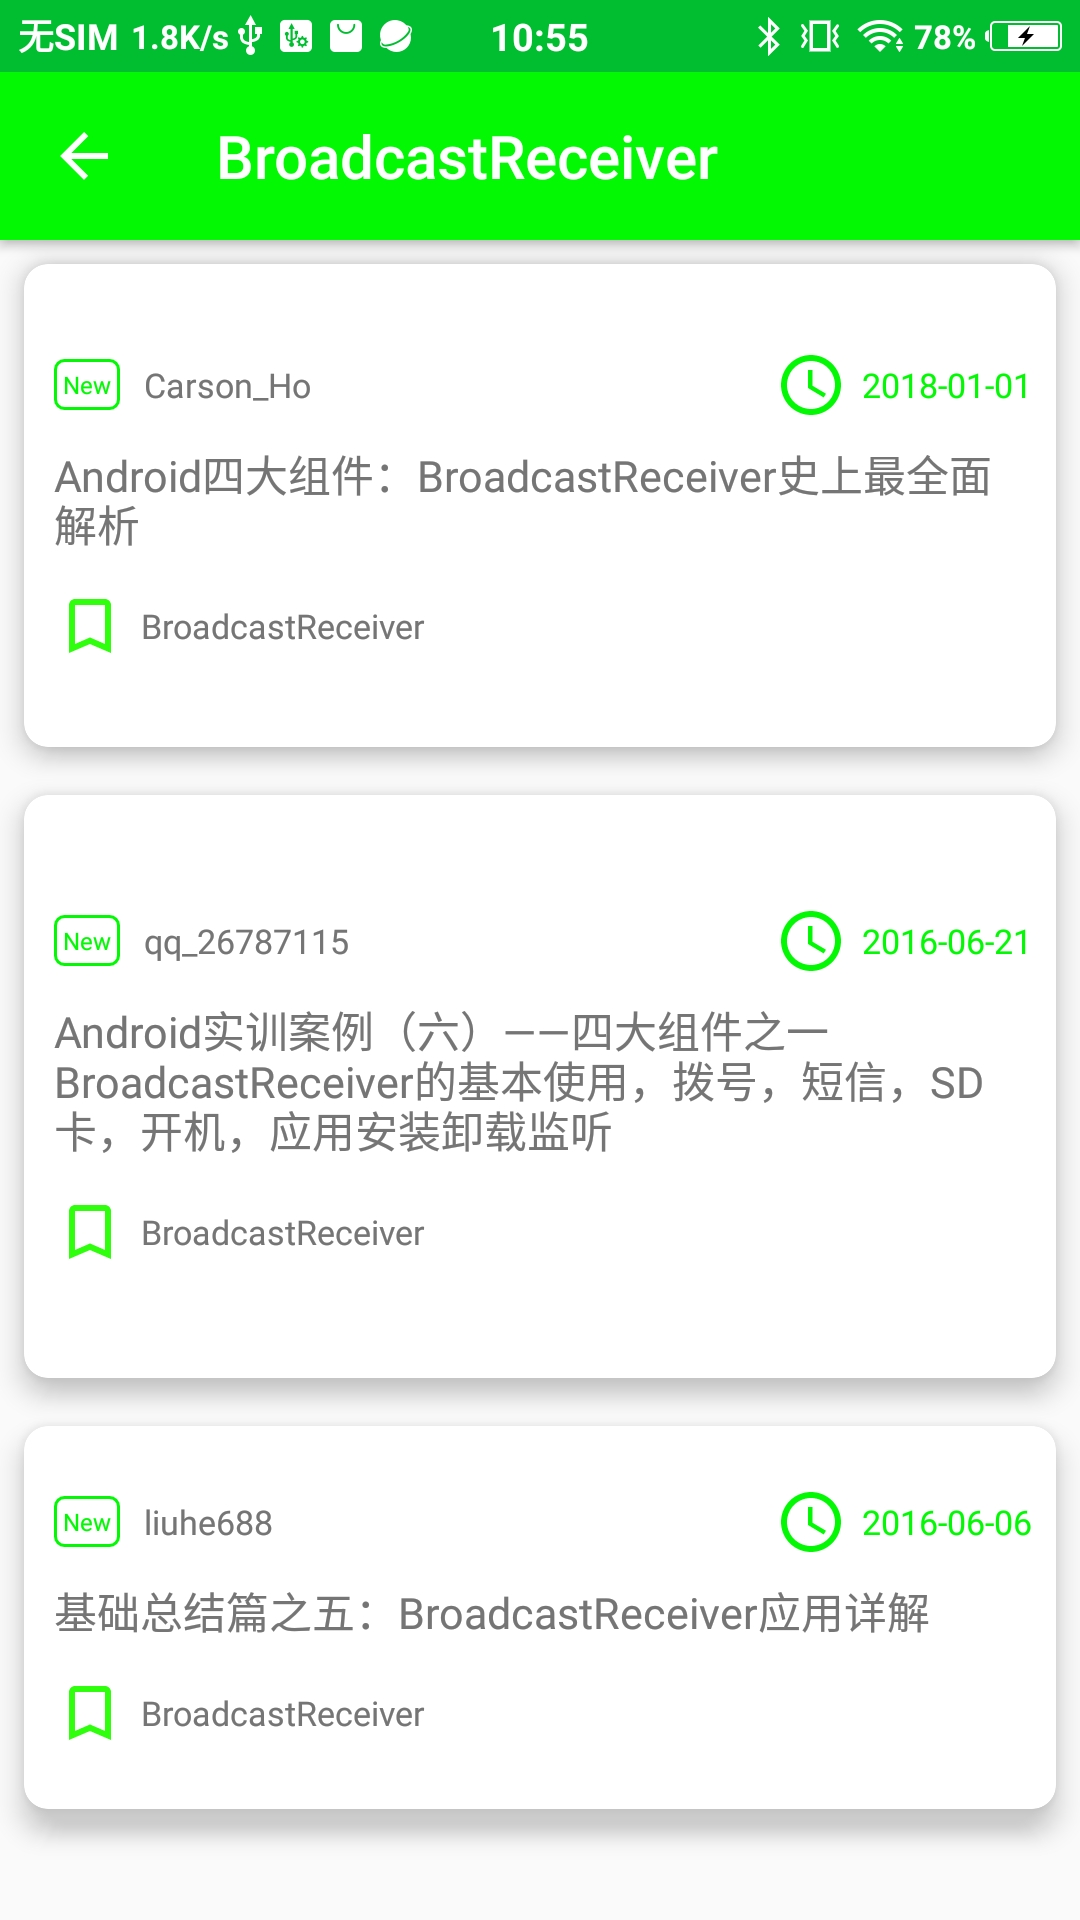 无SIM 1.8K/s 10:55 78%
BroadcastReceiver
New Carson_Ho 2018-01-01
Android四大组件：BroadcastReceiver史上最全面
解析
BroadcastReceiver
New qq_26787115 2016-06-21
Android实训案例（六）——四大组件之一
BroadcastReceiver的基本使用，拨号，短信，SD
卡，开机，应用安装卸载监听
BroadcastReceiver
New liuhe688 2016-06-06
基础总结篇之五：BroadcastReceiver应用详解
BroadcastReceiver